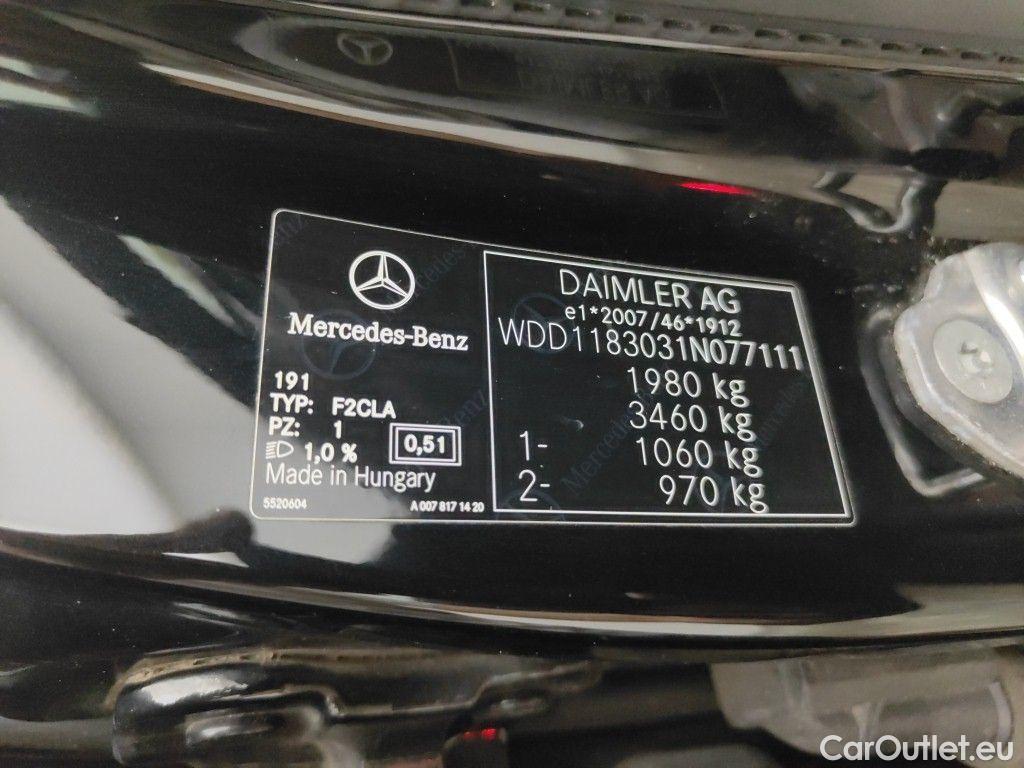 Mercedes-Benz
191
TYP: F2CLA
PZ: 1
1,0 % 0,51
Made in Hungary
5520604 A 007 817 14 20
DAIMLER AG
e1*2007/46*1912
WDD1183031N077111
1980 kg
3460 kg
1- 1060 kg
2- 970 kg
CarOutlet.eu